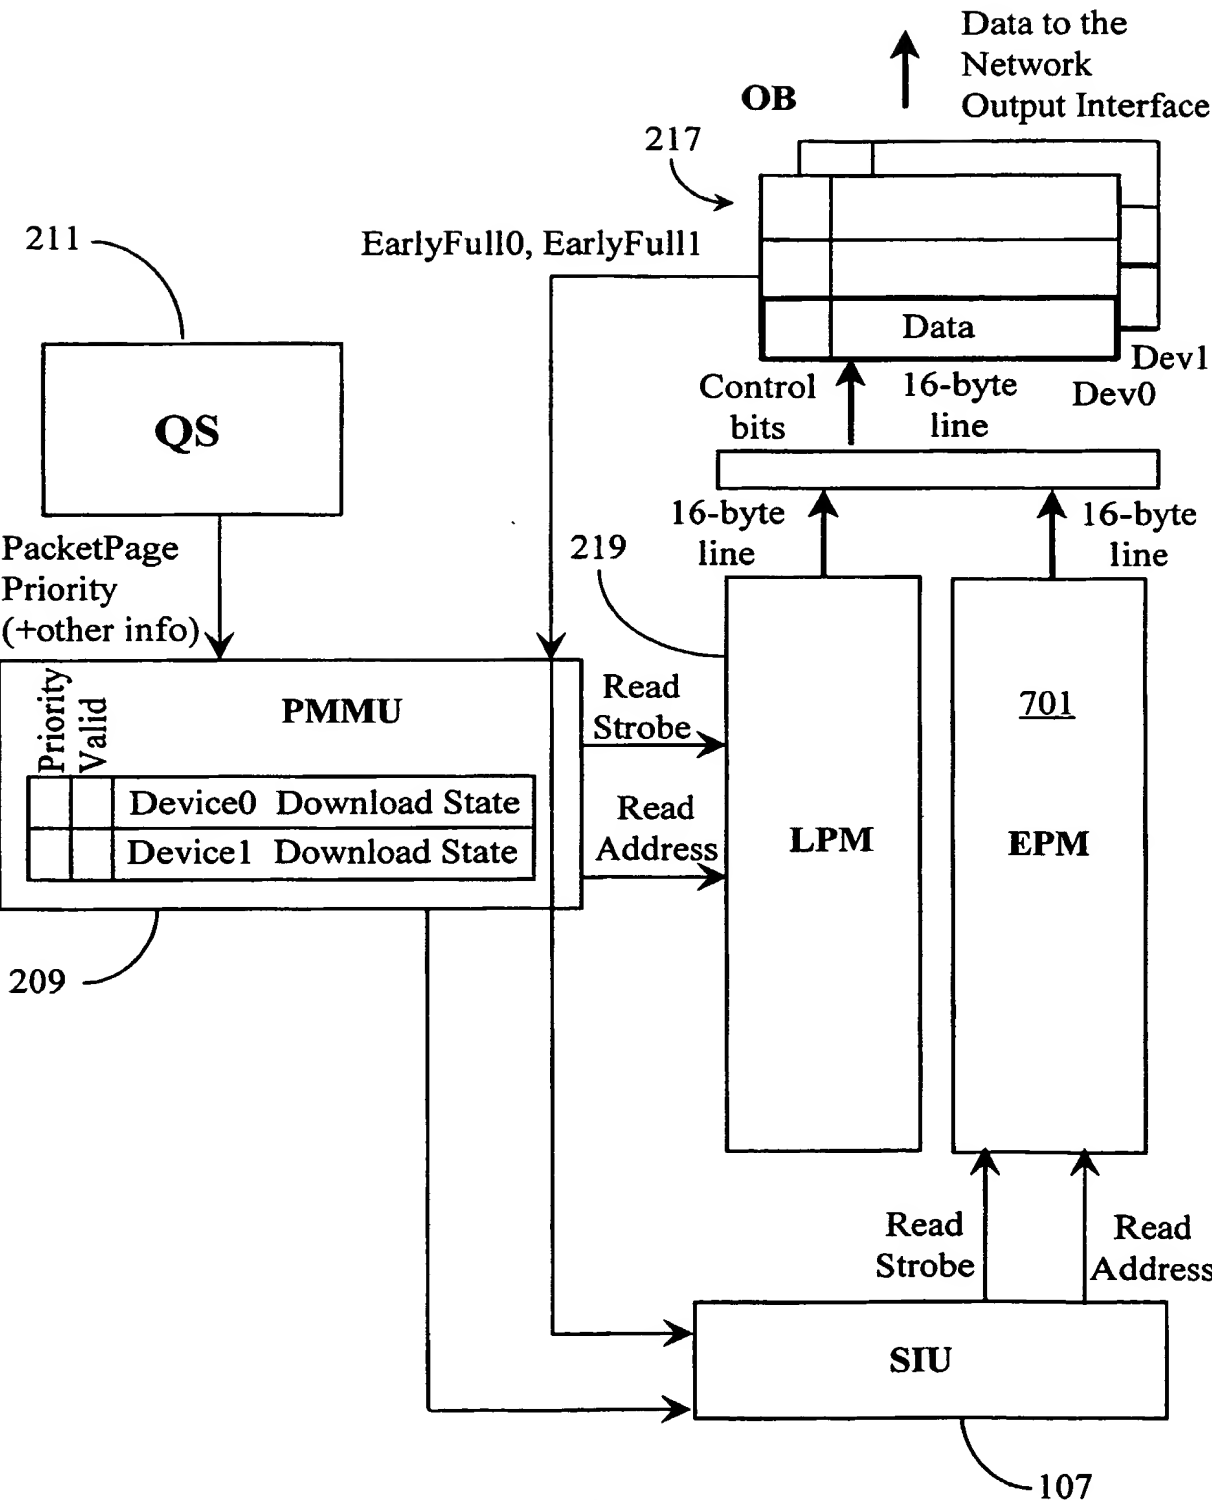 Data to the
Network
Output Interface
OB
217
211
EarlyFull0, EarlyFull1
Data
Dev1
Dev0
Control
bits
16-byte
line
QS
16-byte
line
16-byte
line
PacketPage
Priority
(+other info)
219
Priority
Valid
PMMU
Read
Strobe
701
Device0 Download State
Device1 Download State
Read
Address
LPM
EPM
209
Read
Strobe
Read
Address
SIU
107